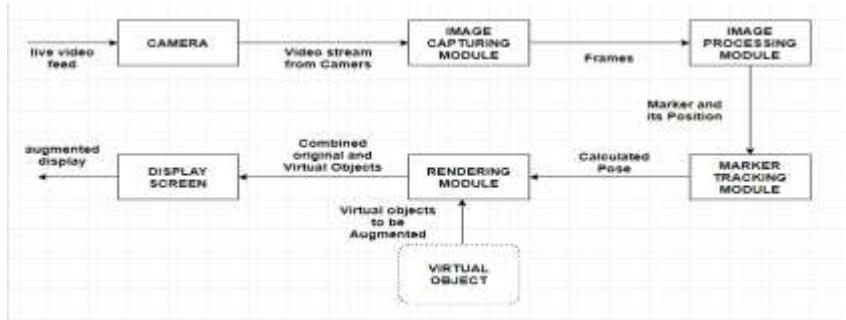 live video
feed
CAMERA
Video stream
from Camers
IMAGE
CAPTURING
MODULE
Frames
IMAGE
PROCESSING
MODULE
Marker and
its Position
augmented
display
DISPLAY
SCREEN
Combined
original and
Virtual Objects
RENDERING
MODULE
Calculated
Pose
MARKER
TRACKING
MODULE
Virtual objects
to be
Augmented
VIRTUAL
OBJECT